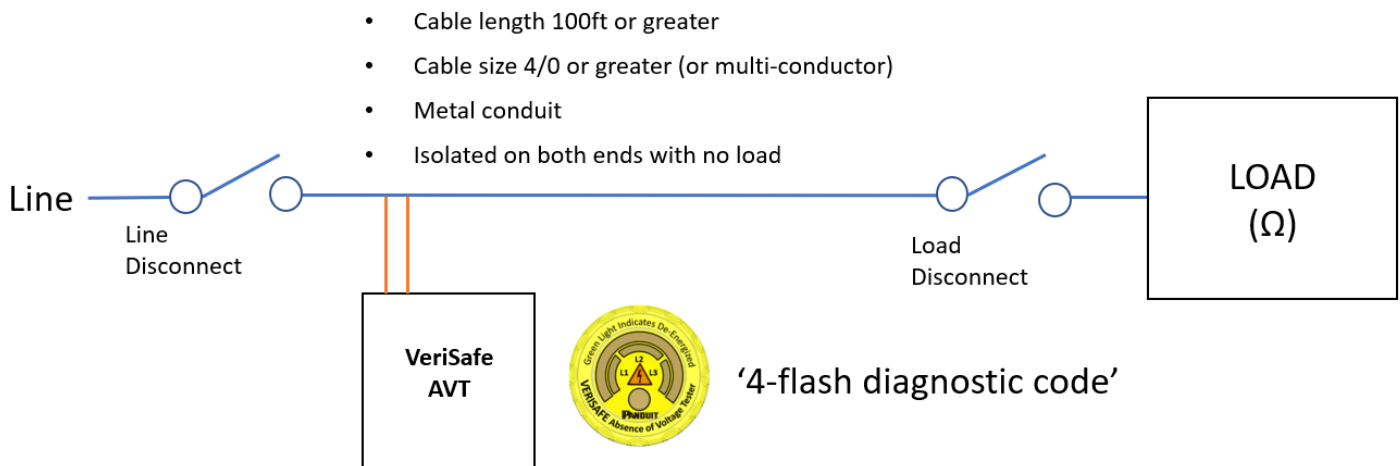 • Cable length 100ft or greater
• Cable size 4/0 or greater (or multi-conductor)
• Metal conduit
• Isolated on both ends with no load
Line
Line
Disconnect
Load
Disconnect
LOAD
(Ω)
VeriSafe
AVT
Green Light Indicates De-Energized
L2
L1
L3
PANDUIT
VERISAFE Absence of Voltage Tester
‘4-flash diagnostic code’